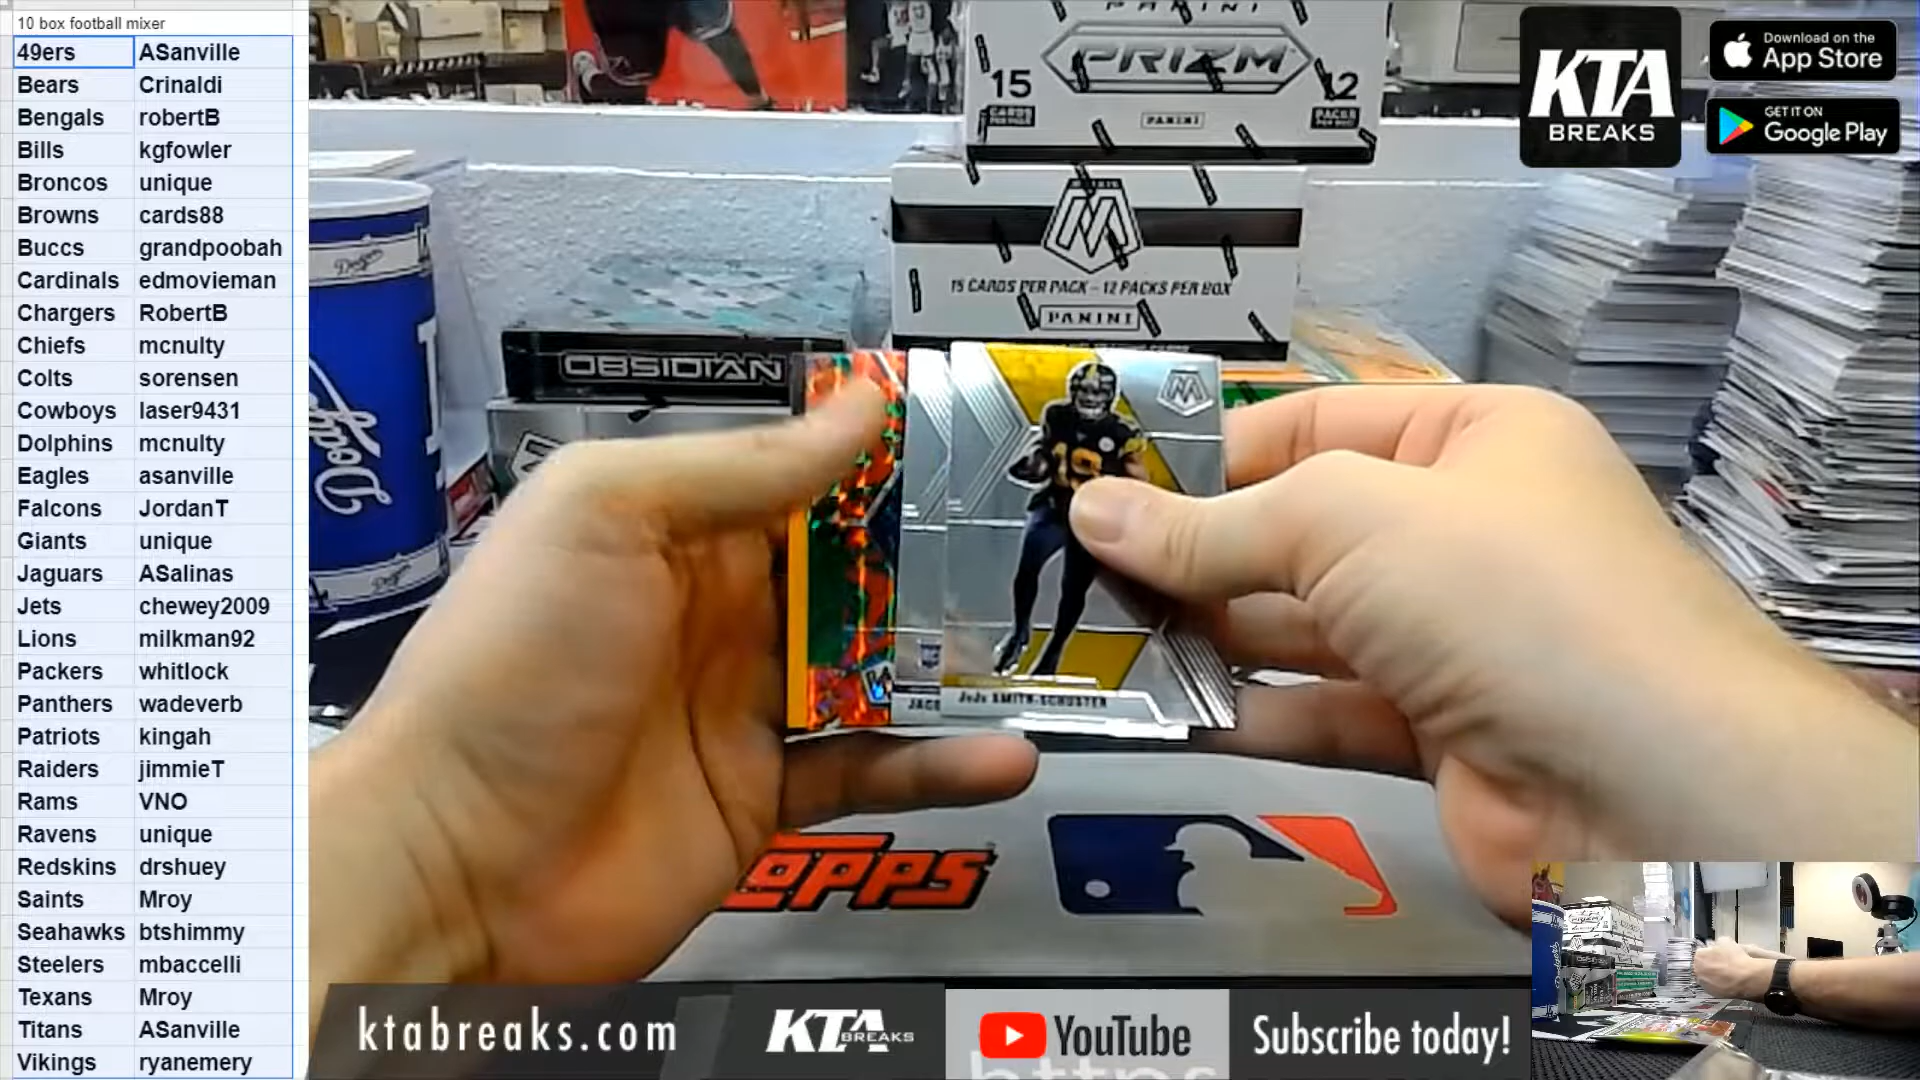 10 box football mixer
49ers ASanville
Bears Crinaldi
Bengals robertB
Bills kgfowler
Broncos unique
Browns cards88
Buccs grandpoobah
Cardinals edmovieman
Chargers RobertB
Chiefs mcnulty
Colts sorensen
Cowboys laser9431
Dolphins mcnulty
Eagles asanville
Falcons JordanT
Giants unique
Jaguars ASalinas
Jets chewey2009
Lions milkman92
Packers whitlock
Panthers wadeverb
Patriots kingah
Raiders jimmieT
Rams VNO
Ravens unique
Redskins drshuey
Saints Mroy
Seahawks btshimmy
Steelers mbaccelli
Texans Mroy
Titans ASanville
Vikings ryanemery
PANINI
PRIZM
15
CARDS
12
PACKS
PANINI
15 CARDS PER PACK - 12 PACKS PER BOX
PANINI
OBSIDIAN
Dodgers
JuJu SMITH-SCHUSTER
TOPPS
KTA
BREAKS
Download on the
App Store
GET IT ON
Google Play
ktabreaks.com
KTA BREAKS
YouTube
Subscribe today!